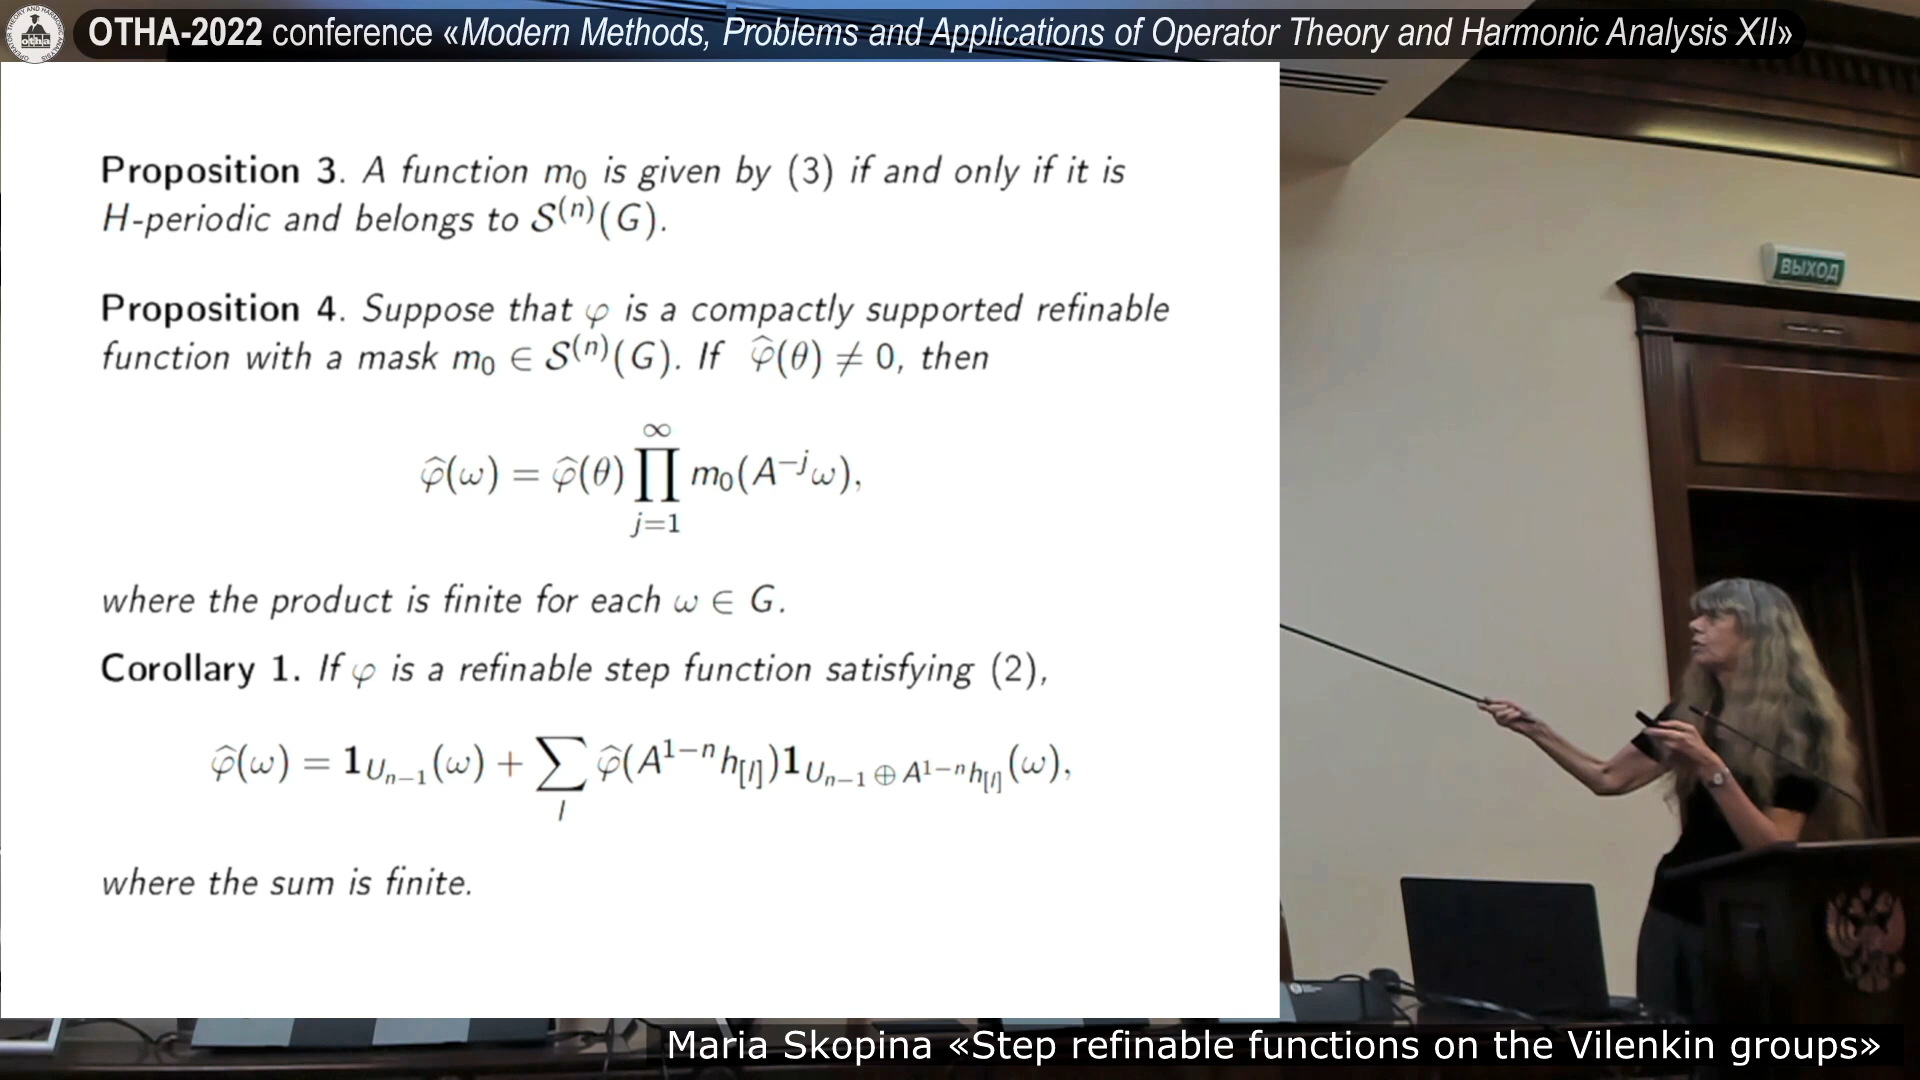 OTHA-2022 conference «Modern Methods, Problems and Applications of Operator Theory and Harmonic Analysis XII»
Proposition 3. A function m₀ is given by (3) if and only if it is
H-periodic and belongs to 𝒮⁽ⁿ⁾(G).
Proposition 4. Suppose that φ is a compactly supported refinable
function with a mask m₀ ∈ 𝒮⁽ⁿ⁾(G). If φ̂(θ) ≠ 0, then
φ̂(ω) = φ̂(θ) ∏_{j=1}^{∞} m₀(A^{−j}ω),
where the product is finite for each ω ∈ G.
Corollary 1. If φ is a refinable step function satisfying (2),
φ̂(ω) = 𝟏_{U_{n−1}}(ω) + ∑_l φ̂(A^{1−n}h_{[l]})𝟏_{U_{n−1} ⊕ A^{1−n}h_{[l]}}(ω),
where the sum is finite.
ВЫХОД
Maria Skopina «Step refinable functions on the Vilenkin groups»